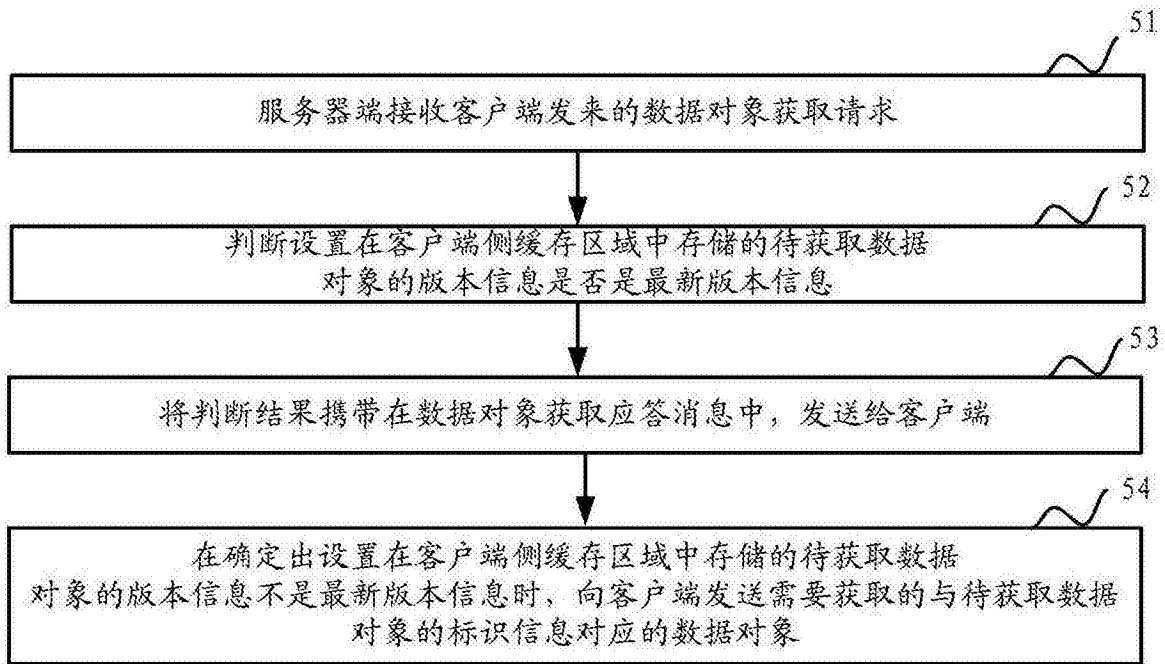 51
服务器端接收客户端发来的数据对象获取请求
52
判断设置在客户端侧缓存区域中存储的待获取数据
对象的版本信息是否是最新版本信息
53
将判断结果携带在数据对象获取应答消息中，发送给客户端
54
在确定出设置在客户端侧缓存区域中存储的待获取数据
对象的版本信息不是最新版本信息时，向客户端发送需要获取的与待获取数据
对象的标识信息对应的数据对象